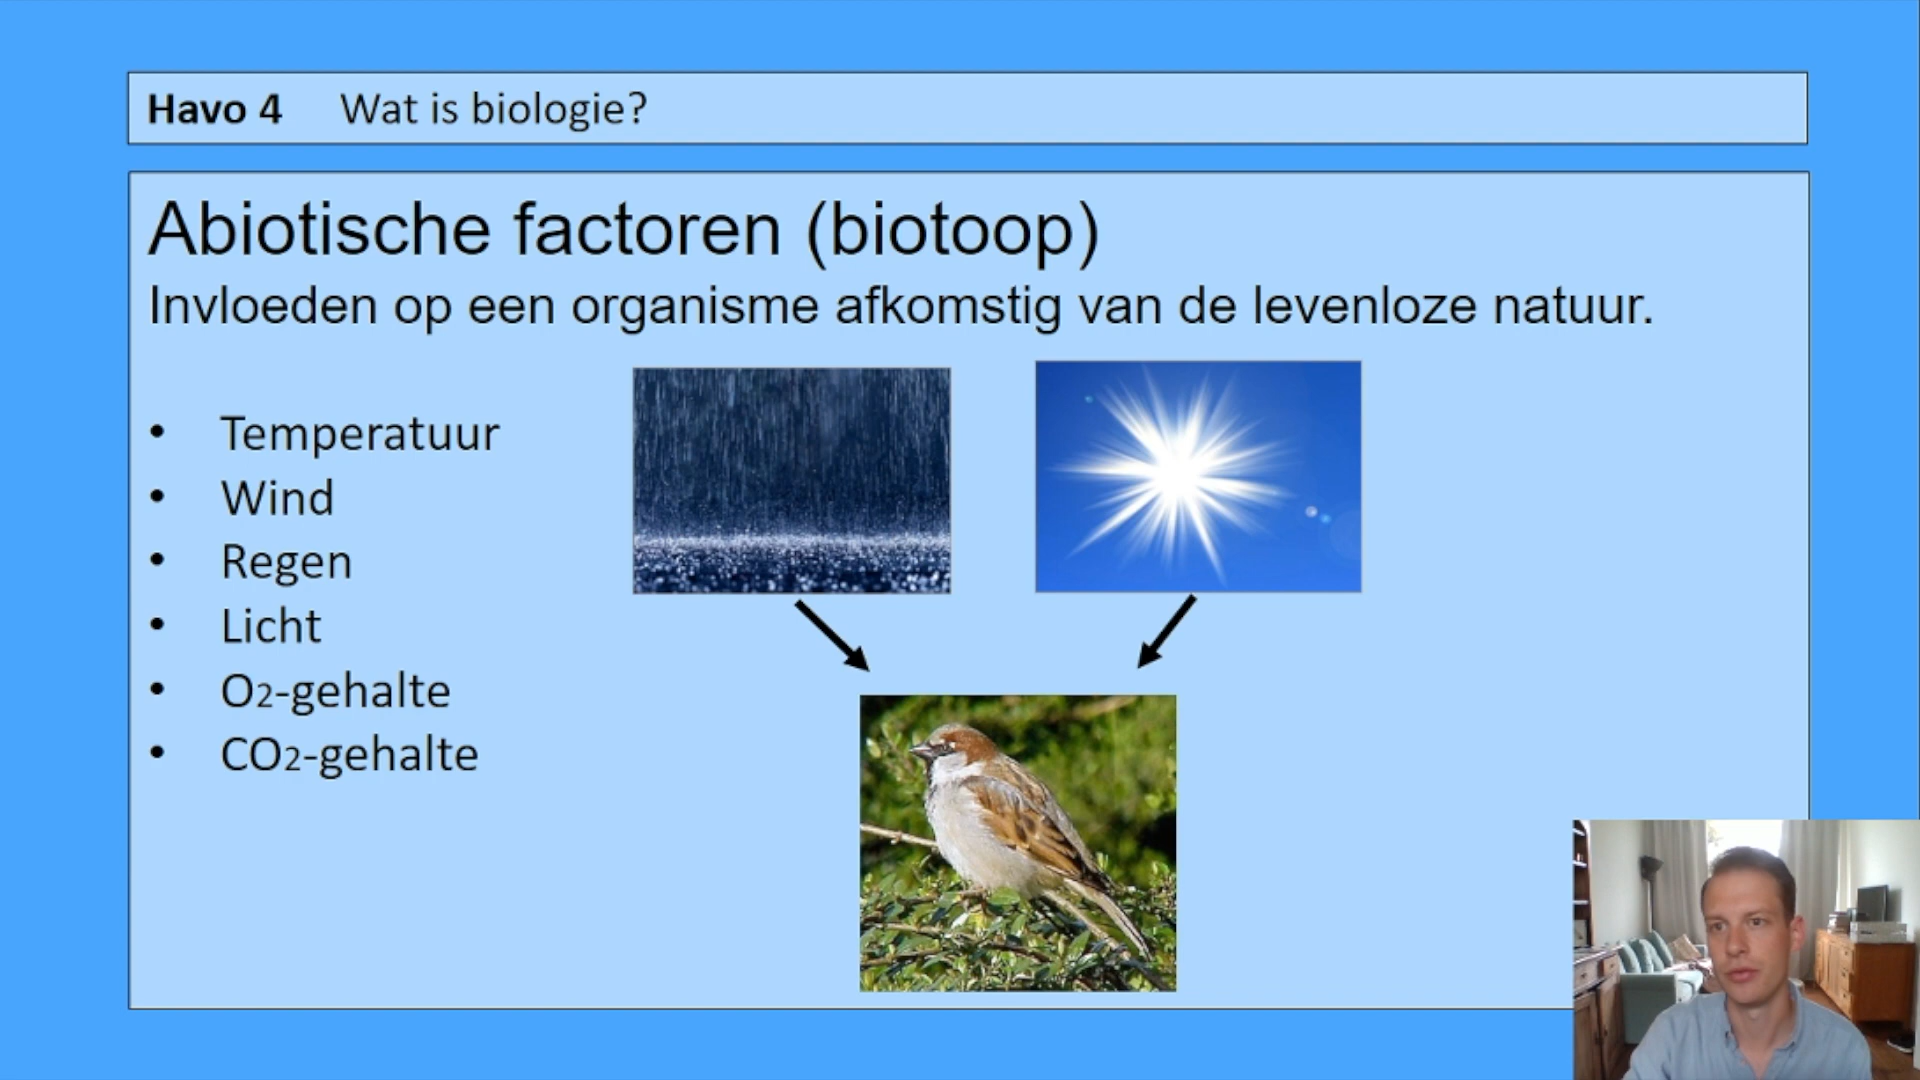 Havo 4 Wat is biologie?
Abiotische factoren (biotoop)
Invloeden op een organisme afkomstig van de levenloze natuur.
• Temperatuur
• Wind
• Regen
• Licht
• O2-gehalte
• CO2-gehalte